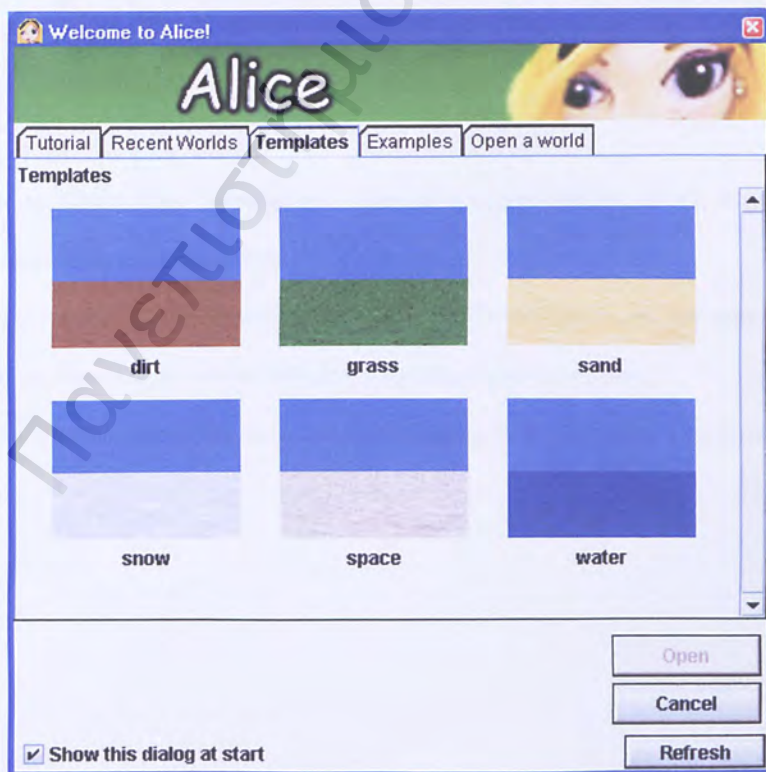 Welcome to Alice!
Alice
Tutorial Recent Worlds Templates Examples Open a world
Templates
dirt grass sand
snow space water
Open
Cancel
Show this dialog at start
Refresh
Πανεπιστήμιο